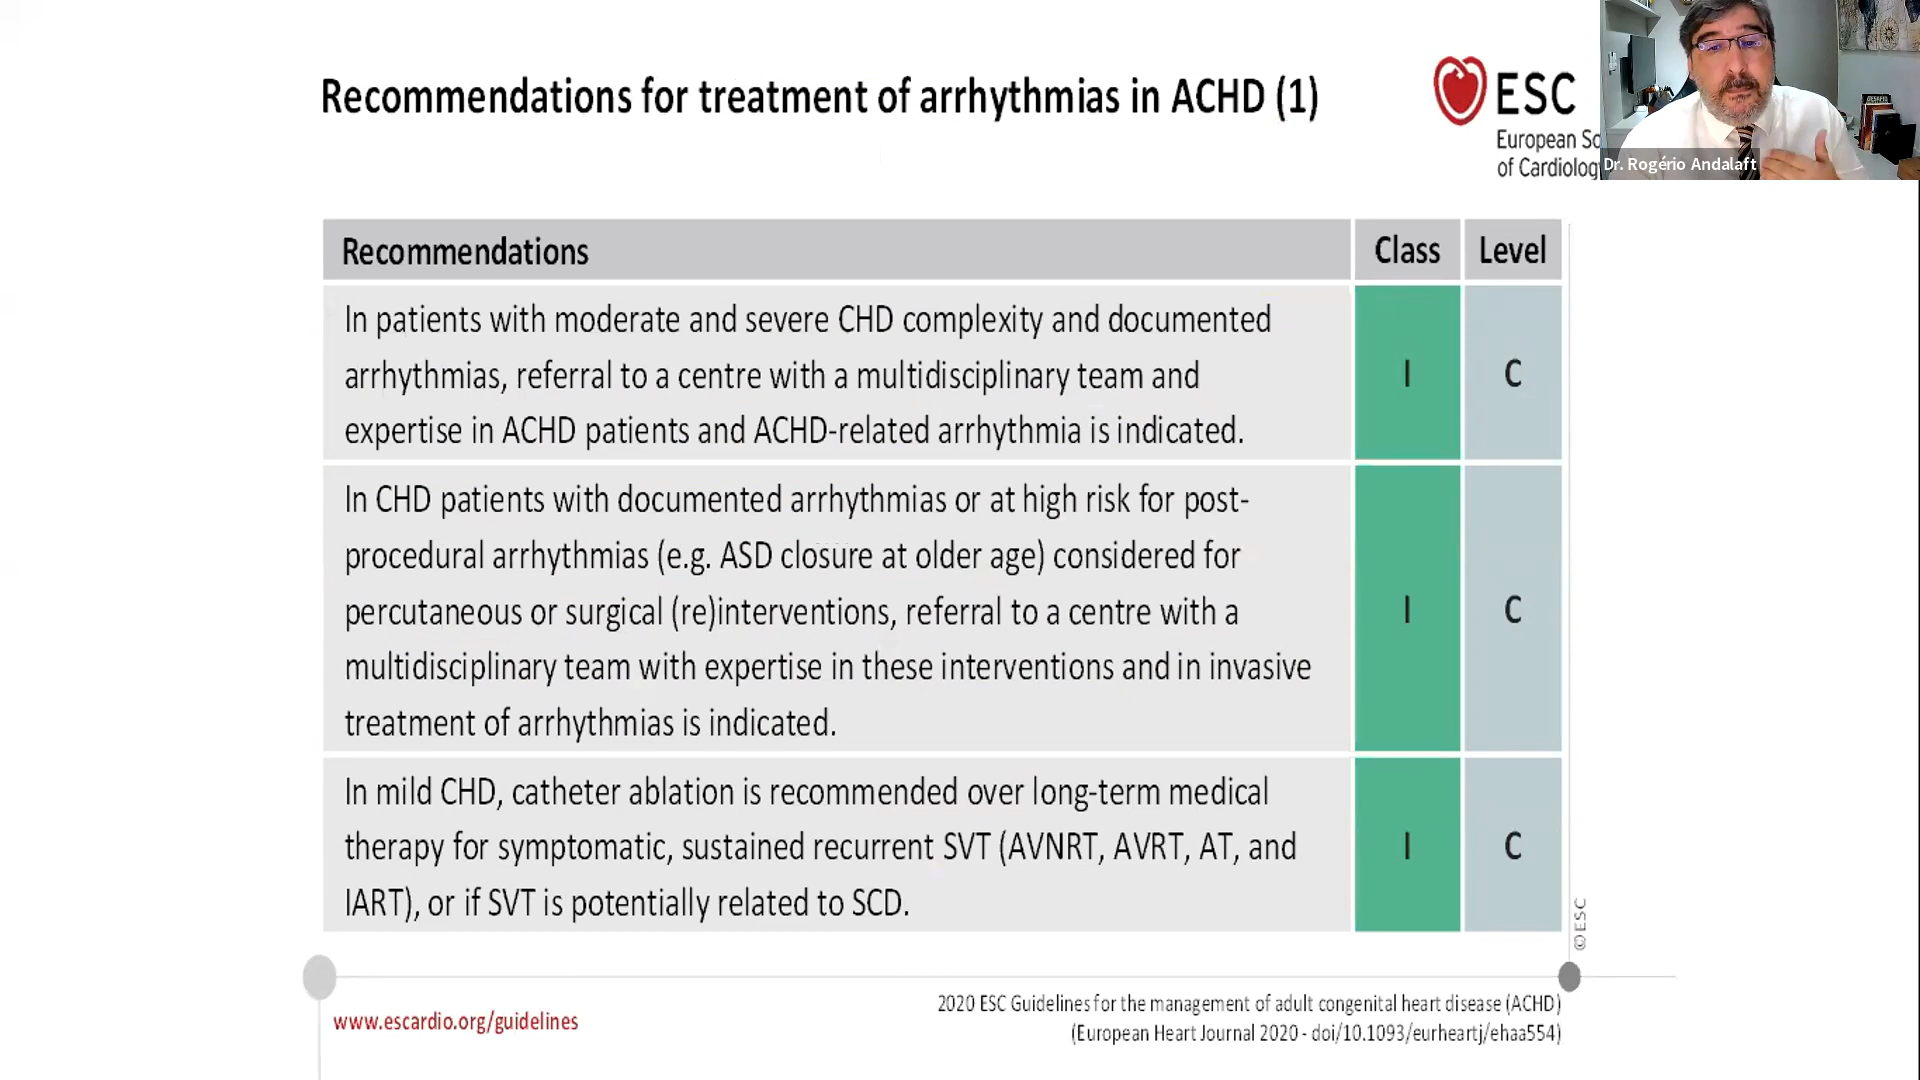 Recommendations for treatment of arrhythmias in ACHD (1)
ESC
European So
of Cardiolog
Dr. Rogério Andalaft
Recommendations Class Level
In patients with moderate and severe CHD complexity and documented
arrhythmias, referral to a centre with a multidisciplinary team and
expertise in ACHD patients and ACHD-related arrhythmia is indicated.
I C
In CHD patients with documented arrhythmias or at high risk for post-
procedural arrhythmias (e.g. ASD closure at older age) considered for
percutaneous or surgical (re)interventions, referral to a centre with a
multidisciplinary team with expertise in these interventions and in invasive
treatment of arrhythmias is indicated.
I C
In mild CHD, catheter ablation is recommended over long-term medical
therapy for symptomatic, sustained recurrent SVT (AVNRT, AVRT, AT, and
IART), or if SVT is potentially related to SCD.
I C
©ESC
www.escardio.org/guidelines
2020 ESC Guidelines for the management of adult congenital heart disease (ACHD)
(European Heart Journal 2020 - doi/10.1093/eurheartj/ehaa554)